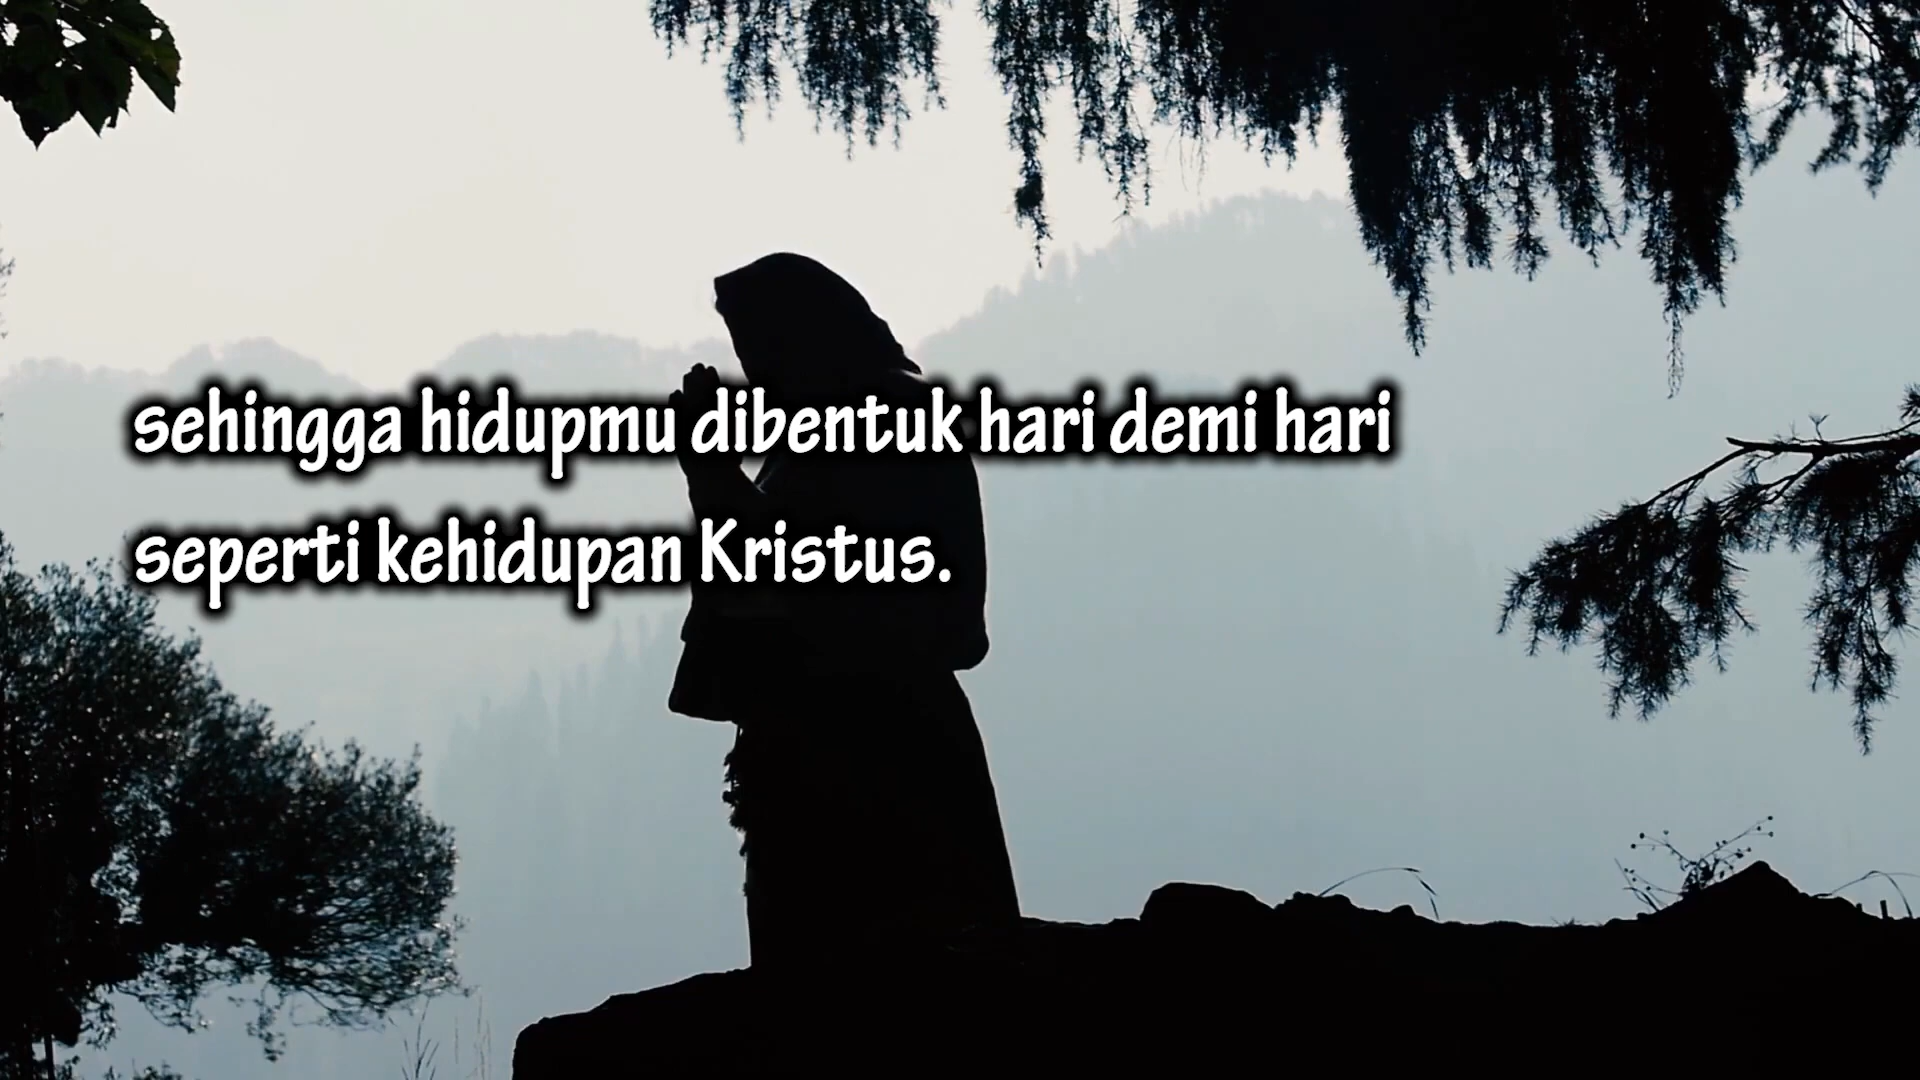 sehingga hidupmu dibentuk hari demi hari
seperti kehidupan Kristus.